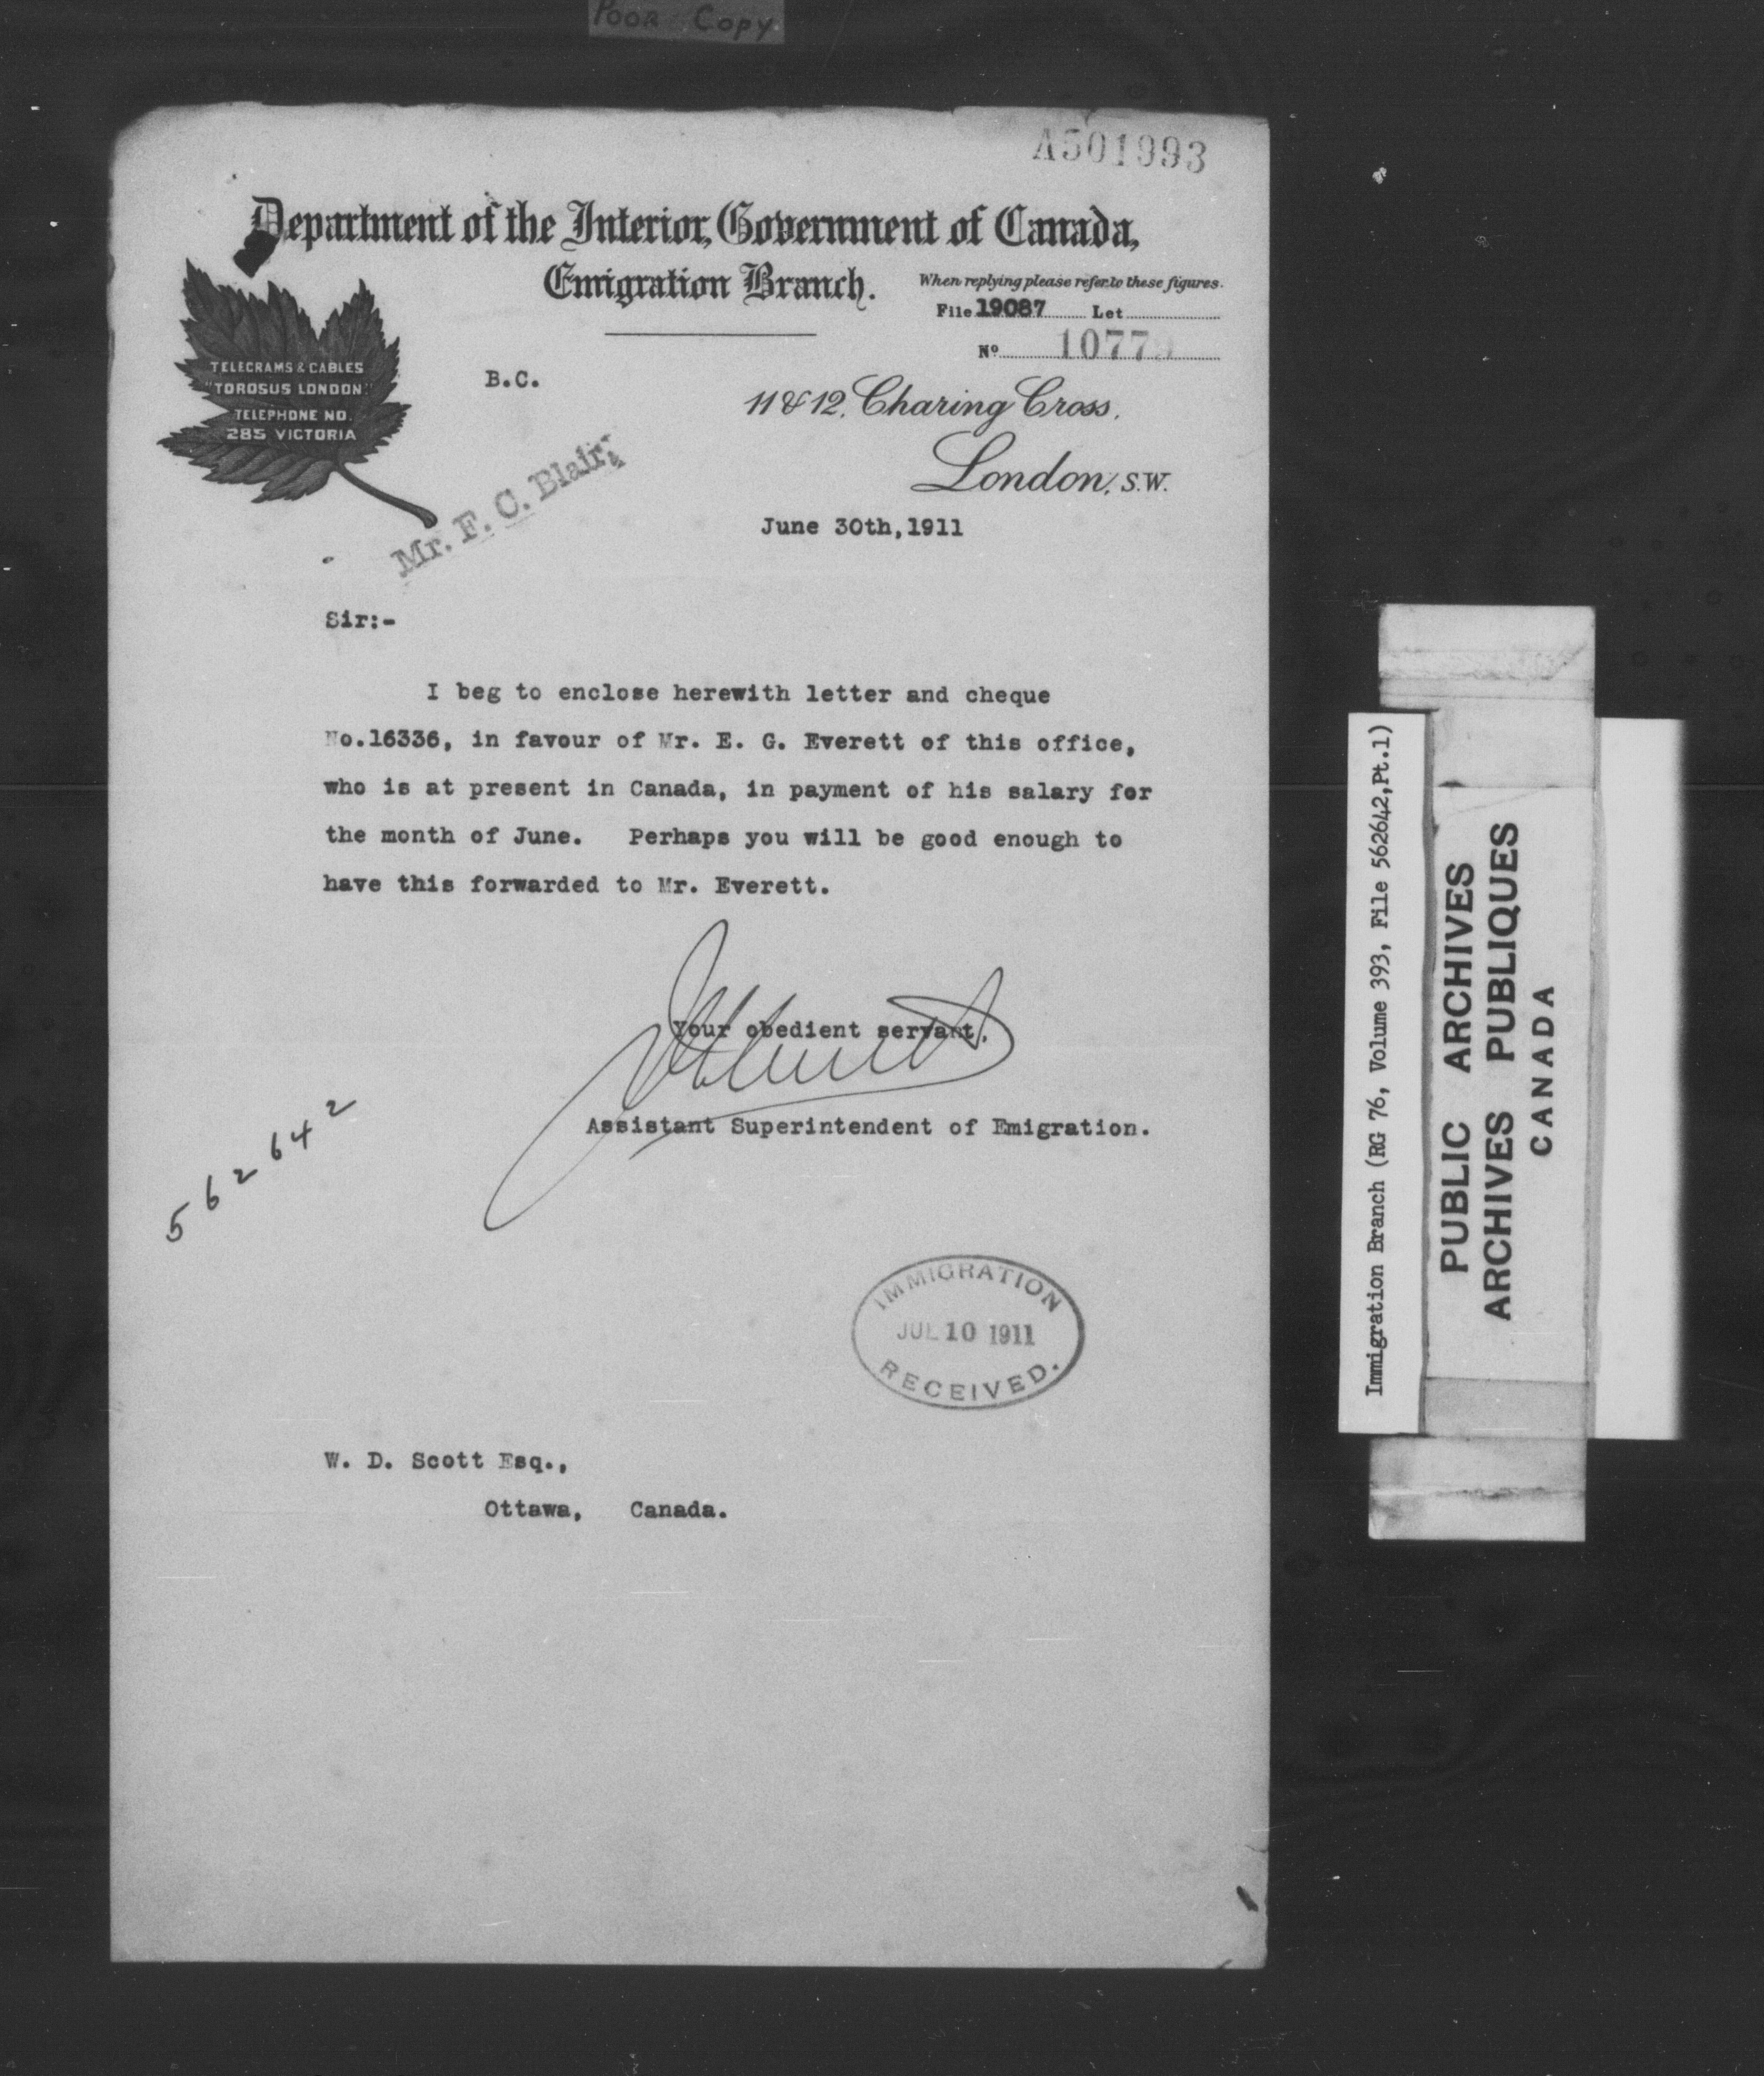 POOR COPY
A501993
Department of the Interior, Government of Canada,
Emigration Branch.
When replying please refer to these figures.
File 19087 Let
No 1077
TELEGRAMS & CABLES
"TOROSUS LONDON."
TELEPHONE NO.
285 VICTORIA
B.C.
11 & 12, Charing Cross,
London, S.W.
Mr. F. C. Blair,
June 30th, 1911
Sir:-
I beg to enclose herewith letter and cheque
No.16336, in favour of Mr. E. G. Everett of this office,
who is at present in Canada, in payment of his salary for
the month of June. Perhaps you will be good enough to
have this forwarded to Mr. Everett.
Your obedient servant,
Assistant Superintendent of Emigration.
562642
IMMIGRATION
JUL 10 1911
RECEIVED.
W. D. Scott Esq.,
Ottawa, Canada.
Immigration Branch (RG 76, Volume 393, File 562642,Pt.1)
PUBLIC ARCHIVES
ARCHIVES PUBLIQUES
CANADA